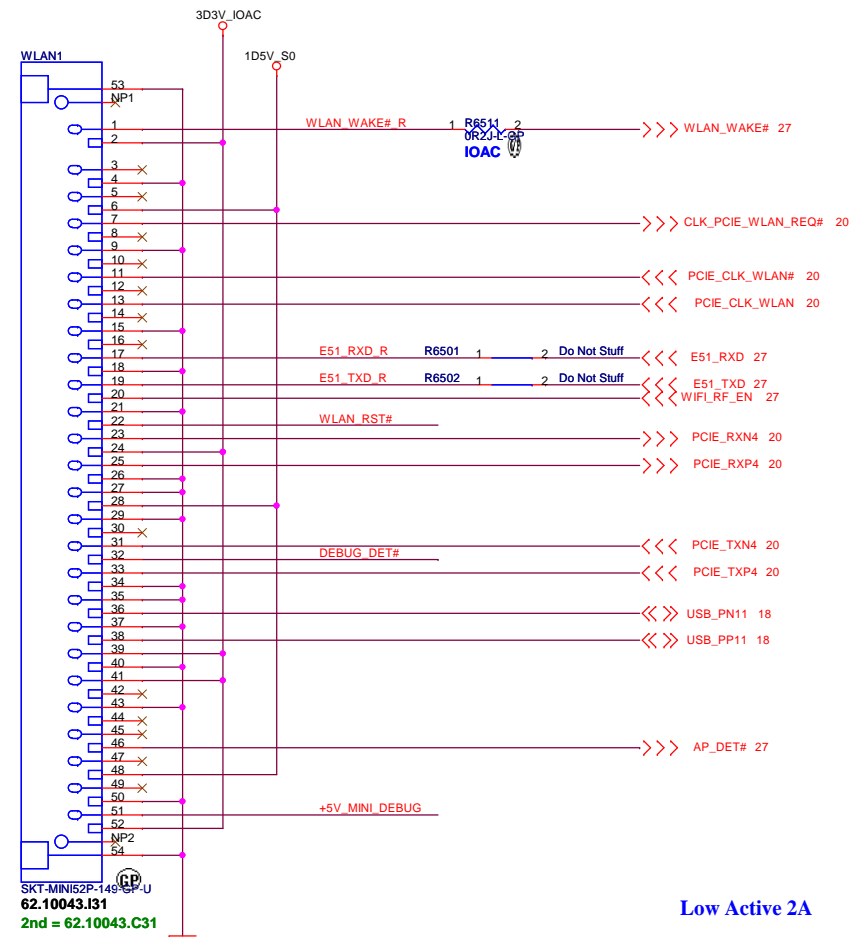 3D3V_IOAC
1D5V_S0
WLAN1
53
NP1
1 WLAN_WAKE#_R 1 R6511 2 WLAN_WAKE# 27
0R2J-L-GP
IOAC
2
3
4
5
6
7 CLK_PCIE_WLAN_REQ# 20
8
9
10
11 PCIE_CLK_WLAN# 20
12
13 PCIE_CLK_WLAN 20
14
15
16
17 E51_RXD_R R6501 1 2 Do Not Stuff E51_RXD 27
18
19 E51_TXD_R R6502 1 2 Do Not Stuff E51_TXD 27
20 WIFI_RF_EN 27
21
22 WLAN_RST#
23 PCIE_RXN4 20
24
25 PCIE_RXP4 20
26
27
28
29
30
31 PCIE_TXN4 20
32 DEBUG_DET#
33 PCIE_TXP4 20
34
35
36 USB_PN11 18
37
38 USB_PP11 18
39
40
41
42
43
44
45
46 AP_DET# 27
47
48
49
50
51 +5V_MINI_DEBUG
52
NP2
54
GP
SKT-MINI52P-149-GP-U
62.10043.I31
2nd = 62.10043.C31
Low Active 2A